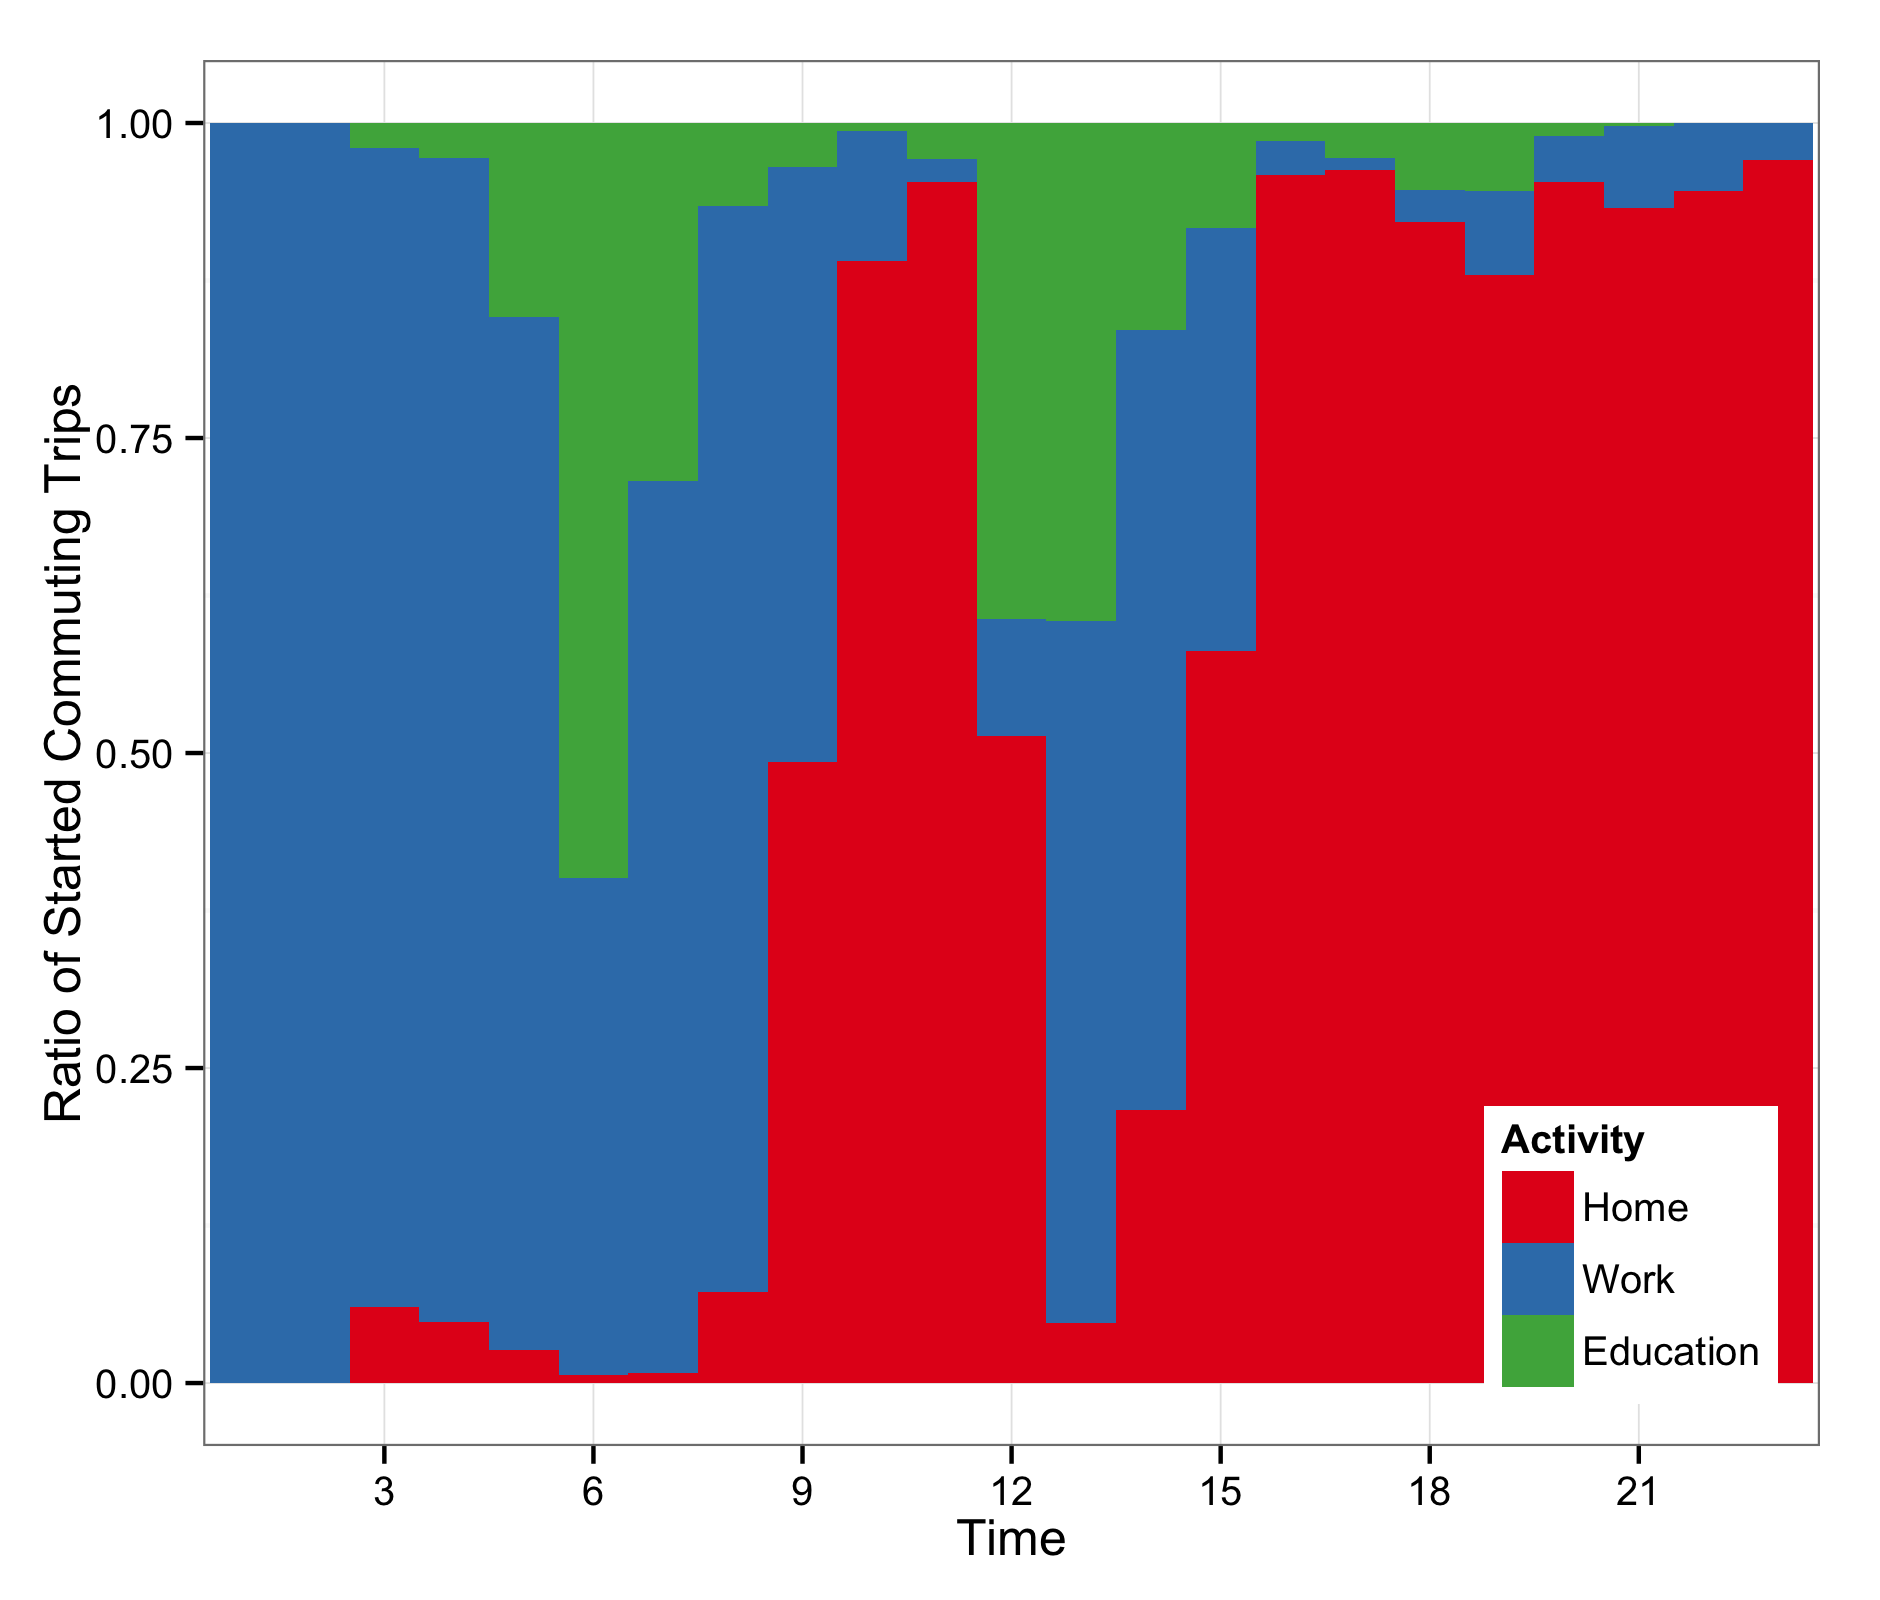 Ratio of Started Commuting Trips
1.00
0.75
0.50
0.25
0.00
Activity
Home
Work
Education
3 6 9 12 15 18 21
Time